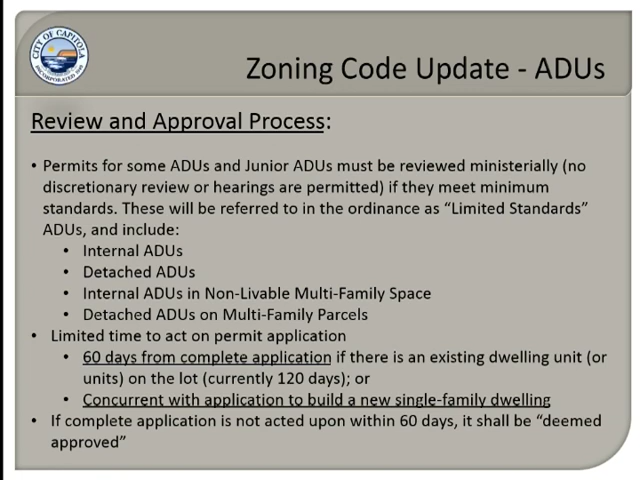 CITY OF CAPITOLA
INCORPORATED 1949
Zoning Code Update - ADUs
Review and Approval Process:
• Permits for some ADUs and Junior ADUs must be reviewed ministerially (no
discretionary review or hearings are permitted) if they meet minimum
standards. These will be referred to in the ordinance as “Limited Standards”
ADUs, and include:
• Internal ADUs
• Detached ADUs
• Internal ADUs in Non-Livable Multi-Family Space
• Detached ADUs on Multi-Family Parcels
• Limited time to act on permit application
• 60 days from complete application if there is an existing dwelling unit (or
units) on the lot (currently 120 days); or
• Concurrent with application to build a new single-family dwelling
• If complete application is not acted upon within 60 days, it shall be “deemed
approved”